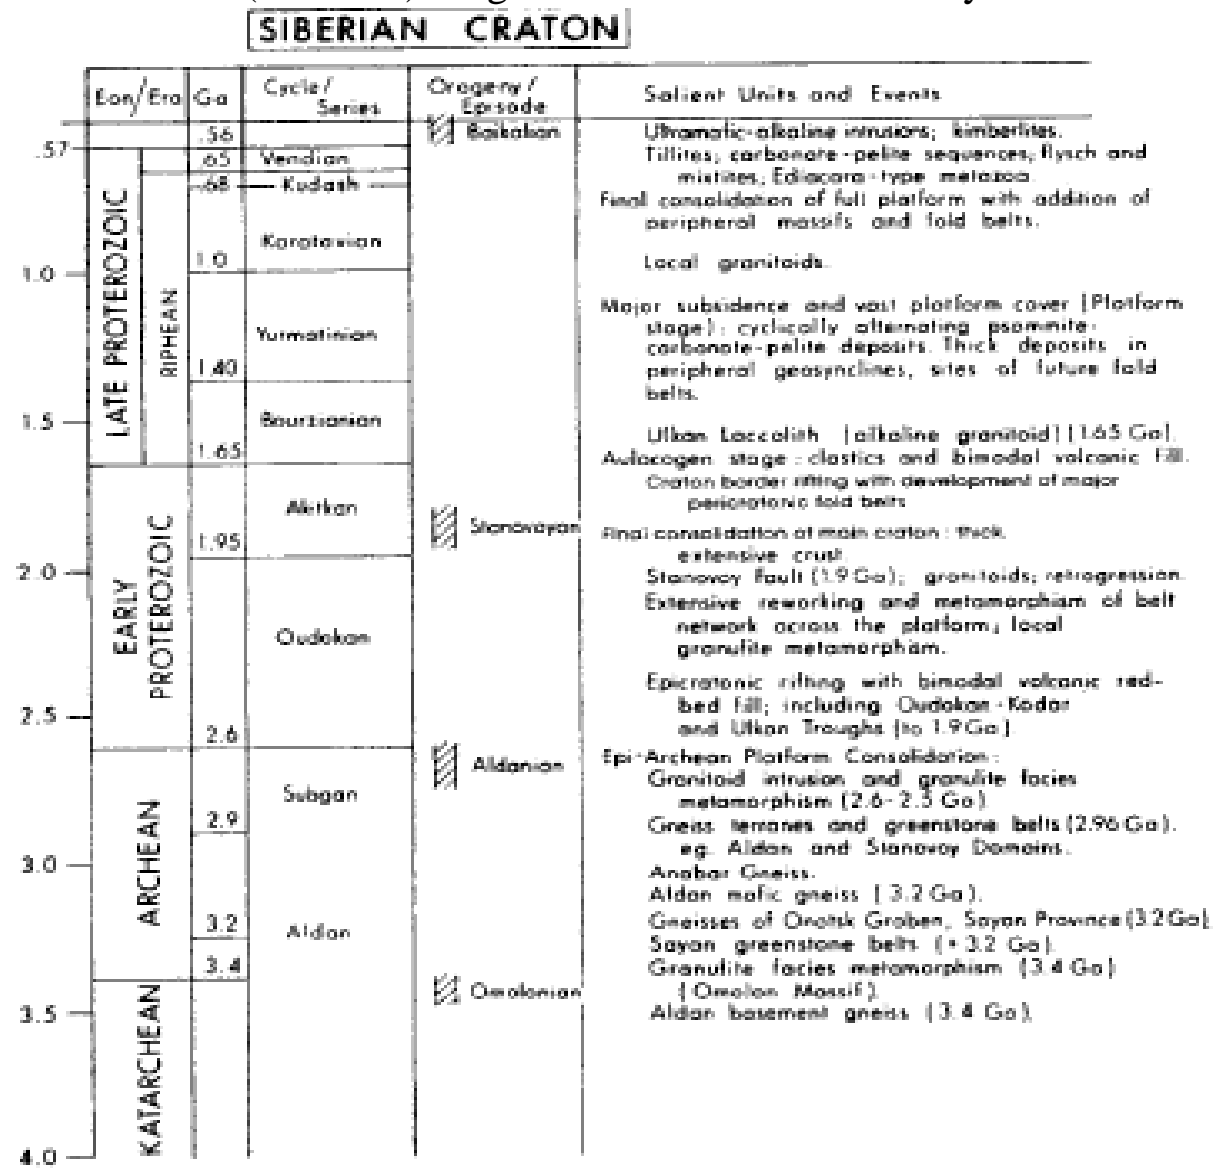 SIBERIAN CRATON
Eon/Era Ga Cycle/ Series Orogeny/ Episode Salient Units and Events
.57
1.0
1.5
2.0
2.5
3.0
3.5
4.0
LATE PROTEROZOIC
RIPHEAN
EARLY PROTEROZOIC
ARCHEAN
KATARCHEAN
.56
.65
.68
1.0
1.40
1.65
1.95
2.6
2.9
3.2
3.4
Vendian
Kudash
Karatavian
Yurmatinian
Bourzianian
Akitkan
Oudokan
Subgan
Aldan
Baikalian
Stanovoyan
Aldanian
Omolonian
Ultramafic-alkaline intrusions; kimberlites.
Tillites; carbonate-pelite sequences; flysch and
mixtites; Ediacara-type metazoa.
Final consolidation of full platform with addition of
peripheral massifs and fold belts.
Local granitoids.
Major subsidence and vast platform cover (Platform
stage): cyclically alternating psammite-
carbonate-pelite deposits. Thick deposits in
peripheral geosynclines, sites of future fold
belts.
Ulkan Laccolith (alkaline granitoid) (1.65 Ga).
Aulacogen stage: clastics and bimodal volcanic fill.
Craton border rifting with development of major
pericratonic fold belts
Final consolidation of main craton: thick
extensive crust.
Stanovoy Fault (1.9 Ga); granitoids; retrogression.
Extensive reworking and metamorphism of belt
network across the platform; local
granulite metamorphism.
Epicratonic rifting with bimodal volcanic red-
bed fill; including Oudokan-Kodar
and Ulkan Troughs (to 1.9 Ga).
Epi-Archean Platform Consolidation:
Granitoid intrusion and granulite facies
metamorphism (2.6-2.5 Ga)
Gneiss terranes and greenstone belts (2.96 Ga).
eg. Aldan and Stanovoy Domains.
Anabar Gneiss.
Aldan mafic gneiss (3.2 Ga).
Gneisses of Onotsk Graben, Sayan Province (3.2 Ga)
Sayan greenstone belts (+ 3.2 Ga).
Granulite facies metamorphism (3.4 Ga)
(Omolon Massif).
Aldan basement gneiss (3.4 Ga).